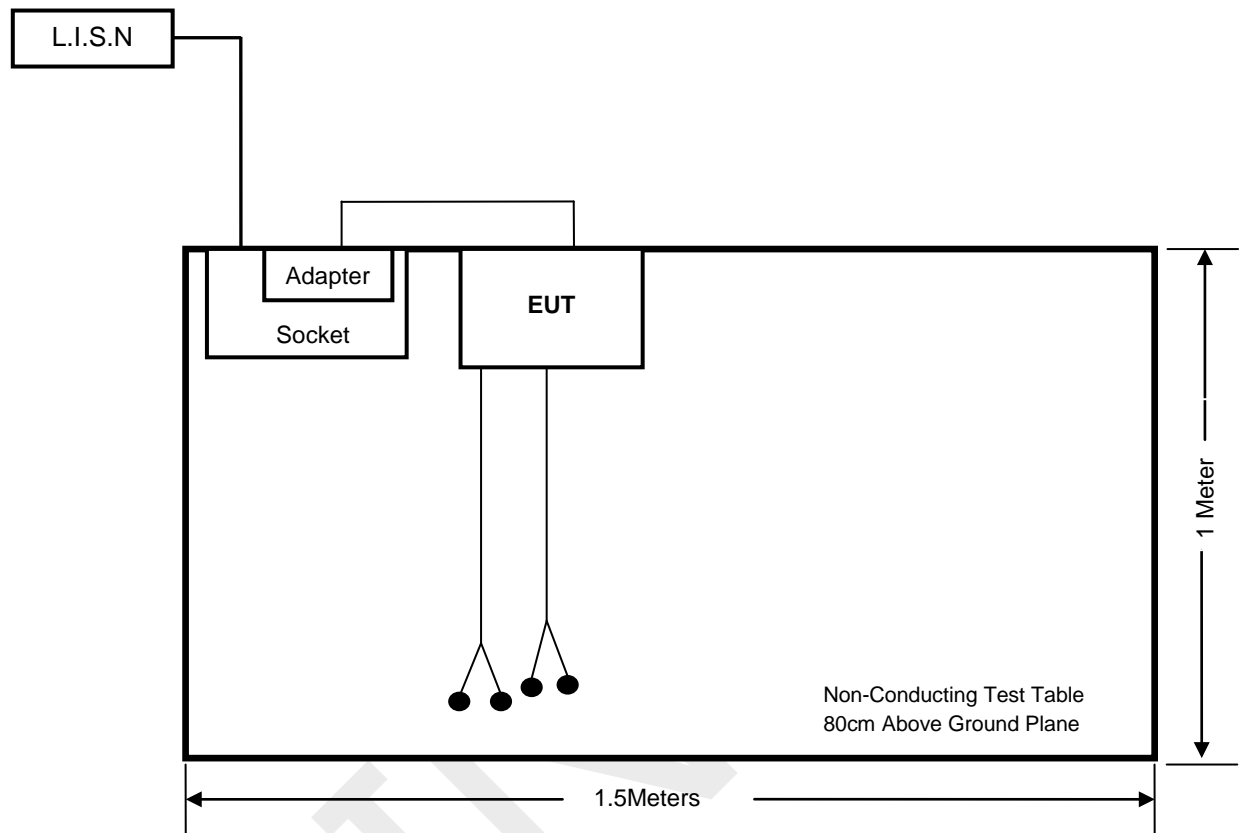 L.I.S.N
Adapter
Socket
EUT
1 Meter
Non-Conducting Test Table
80cm Above Ground Plane
1.5Meters